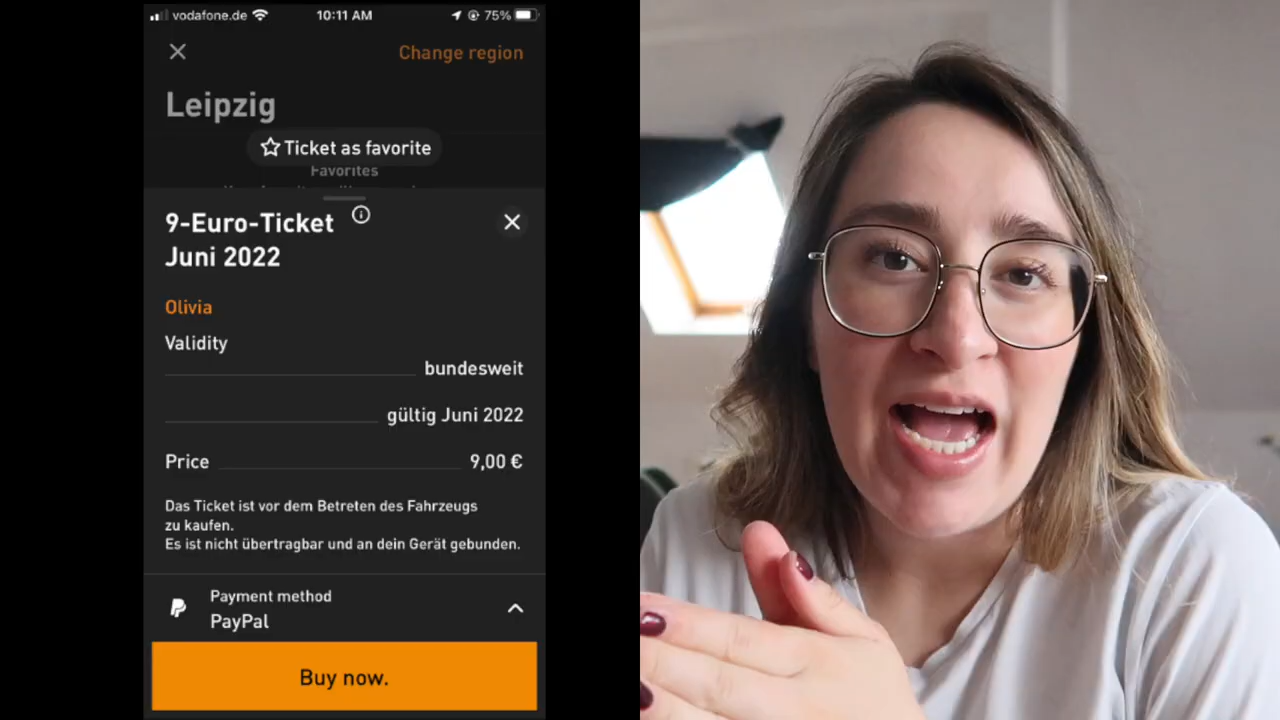 vodafone.de
10:11 AM
75%
Change region
Leipzig
Ticket as favorite
Favorites
9-Euro-Ticket
Juni 2022
Olivia
Validity
bundesweit
gültig Juni 2022
Price 9,00 €
Das Ticket ist vor dem Betreten des Fahrzeugs
zu kaufen.
Es ist nicht übertragbar und an dein Gerät gebunden.
Payment method
PayPal
Buy now.